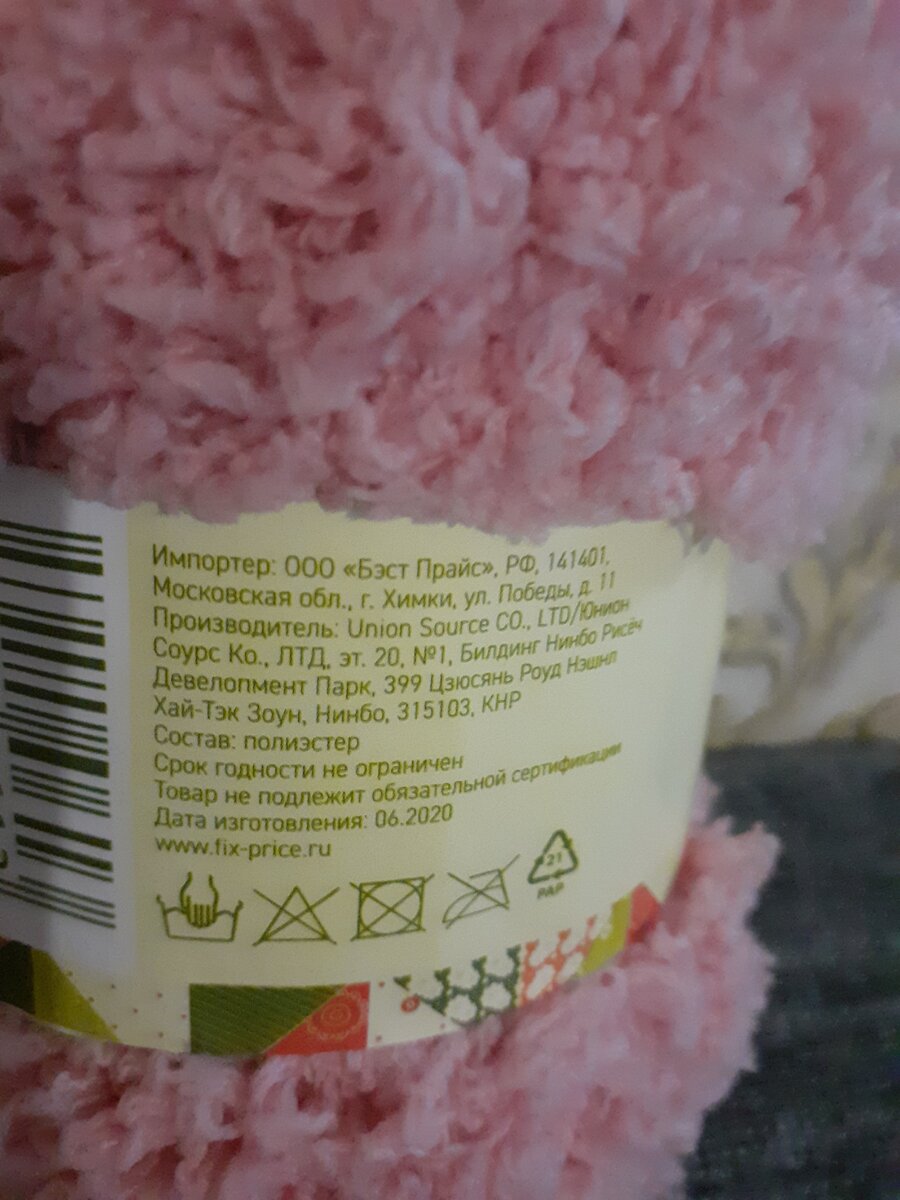 Импортер: ООО «Бэст Прайс», РФ, 141401,
Московская обл., г. Химки, ул. Победы, д. 11
Производитель: Union Source CO., LTD/Юнион
Соурс Ко., ЛТД, эт. 20, №1, Билдинг Нинбо Рисёч
Девелопмент Парк, 399 Цзюсянь Роуд Нэшнл
Хай-Тэк Зоун, Нинбо, 315103, КНР
Состав: полиэстер
Срок годности не ограничен
Товар не подлежит обязательной сертификации
Дата изготовления: 06.2020
www.fix-price.ru
21
PAP